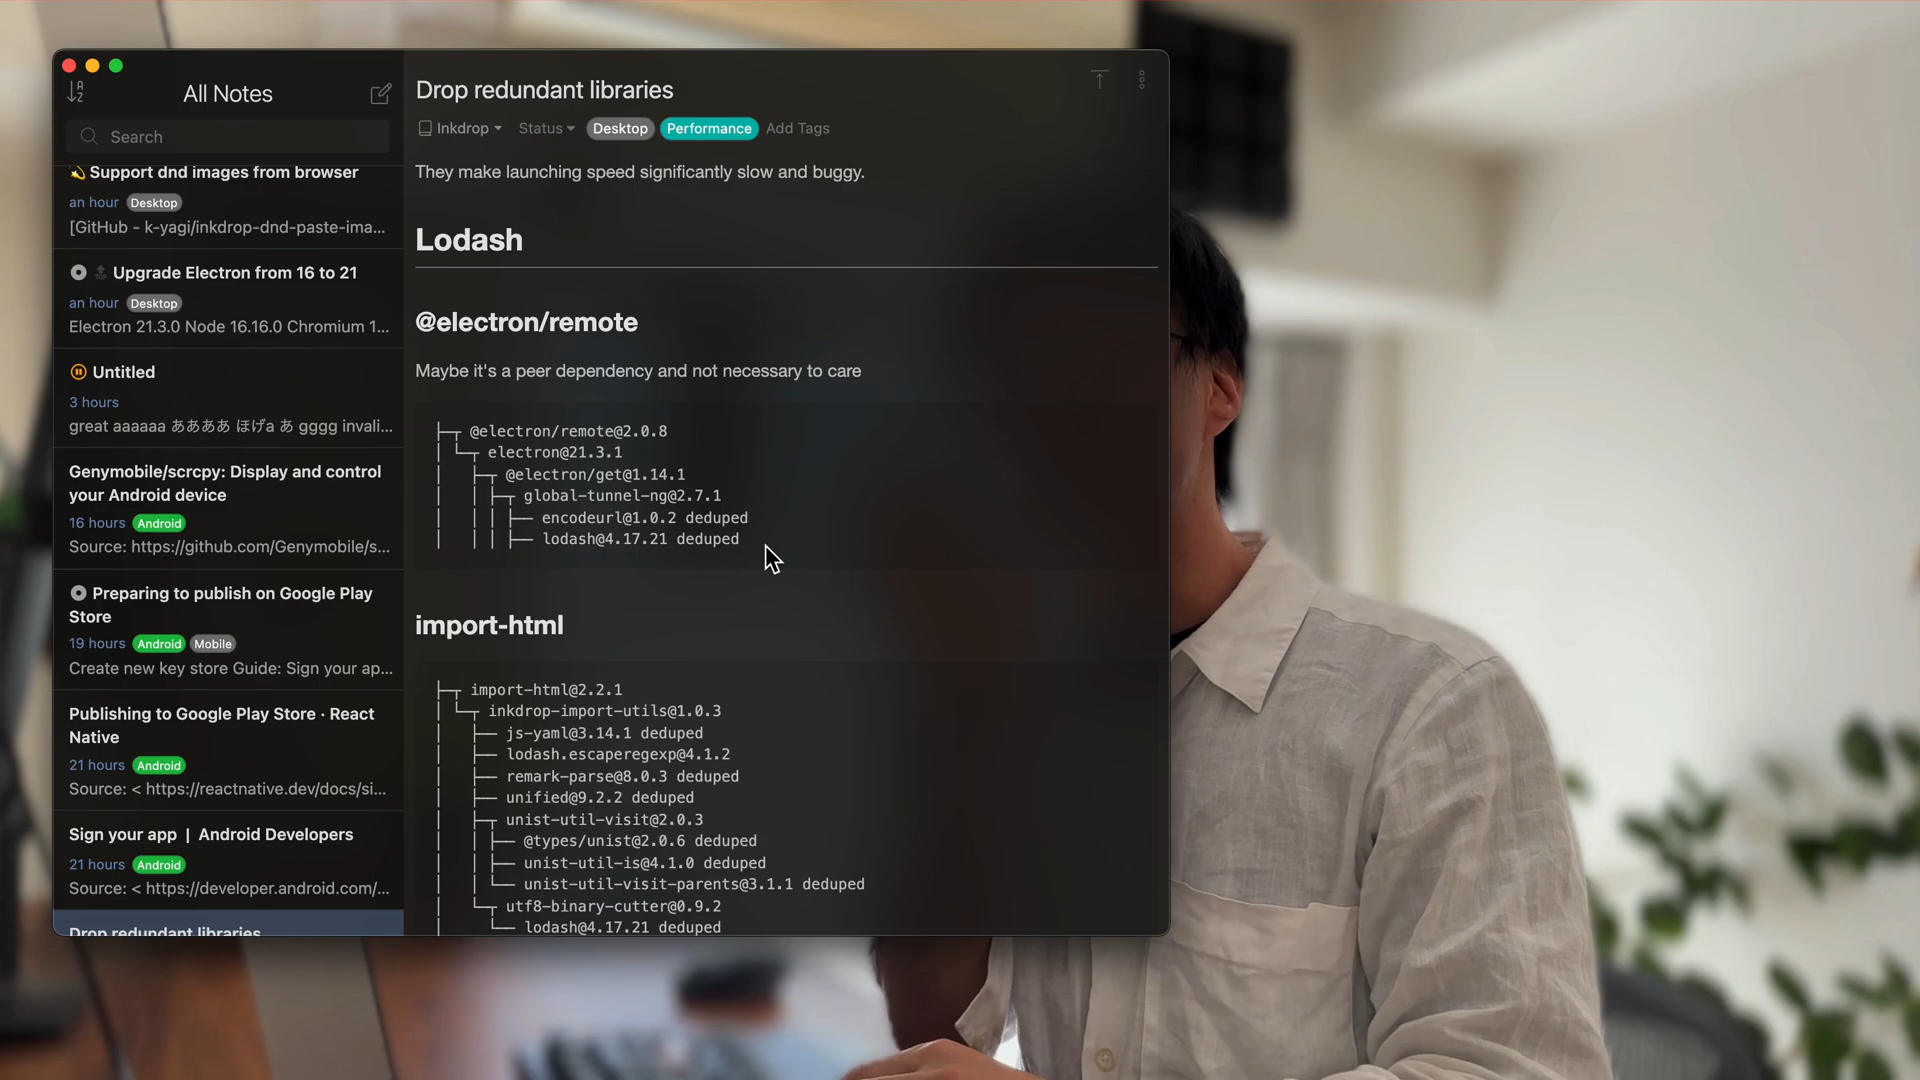 All Notes
Search
Support dnd images from browser
an hour Desktop
[GitHub - k-yagi/inkdrop-dnd-paste-ima...
Upgrade Electron from 16 to 21
an hour Desktop
Electron 21.3.0 Node 16.16.0 Chromium 1...
Untitled
3 hours
great aaaaaa ああああ ほげa あ gggg invali...
Genymobile/scrcpy: Display and control
your Android device
16 hours Android
Source: https://github.com/Genymobile/s...
Preparing to publish on Google Play
Store
19 hours Android Mobile
Create new key store Guide: Sign your ap...
Publishing to Google Play Store · React
Native
21 hours Android
Source: < https://reactnative.dev/docs/si...
Sign your app | Android Developers
21 hours Android
Source: < https://developer.android.com/...
Drop redundant libraries
Drop redundant libraries
Inkdrop Status Desktop Performance Add Tags
They make launching speed significantly slow and buggy.
Lodash
@electron/remote
Maybe it's a peer dependency and not necessary to care
├─┬ @electron/remote@2.0.8
│ └─┬ electron@21.3.1
│   ├─┬ @electron/get@1.14.1
│   │ ├─┬ global-tunnel-ng@2.7.1
│   │ │ ├── encodeurl@1.0.2 deduped
│   │ │ ├── lodash@4.17.21 deduped
import-html
├─┬ import-html@2.2.1
│ └─┬ inkdrop-import-utils@1.0.3
│   ├── js-yaml@3.14.1 deduped
│   ├── lodash.escaperegexp@4.1.2
│   ├── remark-parse@8.0.3 deduped
│   ├── unified@9.2.2 deduped
│   ├─┬ unist-util-visit@2.0.3
│   │ ├── @types/unist@2.0.6 deduped
│   │ ├── unist-util-is@4.1.0 deduped
│   │ └── unist-util-visit-parents@3.1.1 deduped
│   └─┬ utf8-binary-cutter@0.9.2
│     └── lodash@4.17.21 deduped